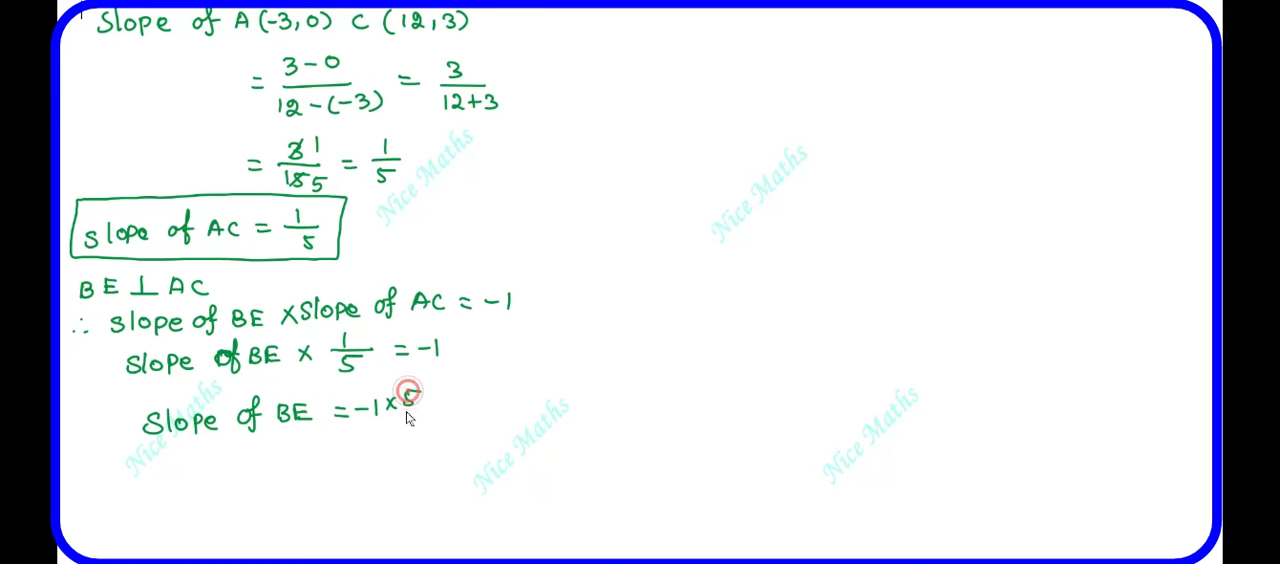 Slope of A(-3,0) C (12,3)
= 3-0 / 12-(-3) = 3 / 12+3
= 3 1 / 15 5 = 1/5
Slope of AC = 1/5
BE ⊥ AC
∴ Slope of BE × Slope of AC = -1
Slope of BE × 1/5 = -1
Slope of BE = -1 × 5
Nice Maths
Nice Maths
Nice Maths
Nice Maths
Nice Maths